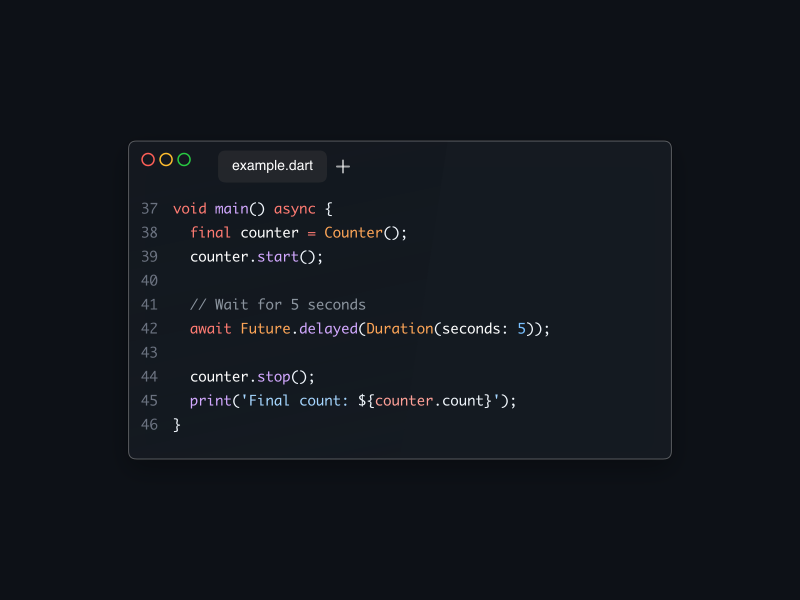 example.dart +
37 void main() async {
38   final counter = Counter();
39   counter.start();
40
41   // Wait for 5 seconds
42   await Future.delayed(Duration(seconds: 5));
43
44   counter.stop();
45   print('Final count: ${counter.count}');
46 }